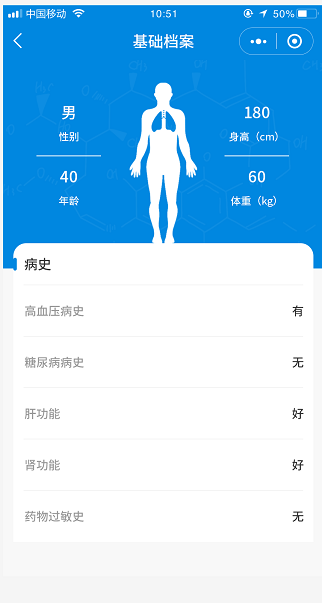 中国移动 10:51 50%
基础档案
男 180
性别 身高（cm）
40 60
年龄 体重（kg）
病史
高血压病史 有
糖尿病病史 无
肝功能 好
肾功能 好
药物过敏史 无